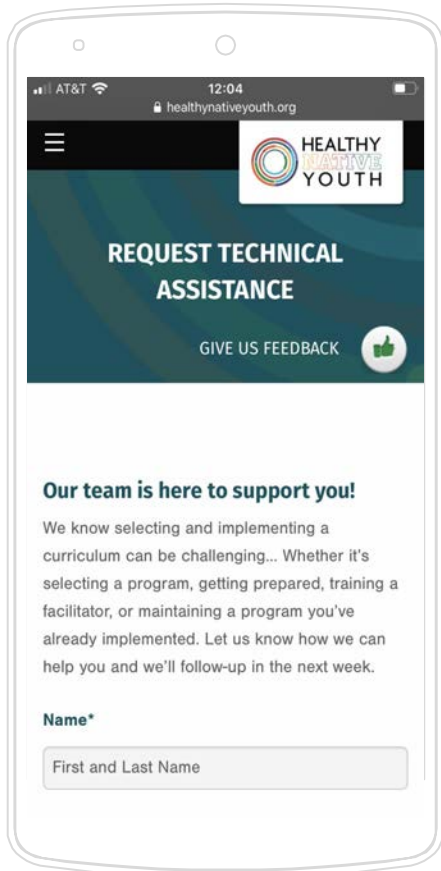 AT&T 12:04
healthynativeyouth.org
HEALTHY
NATIVE
YOUTH
REQUEST TECHNICAL
ASSISTANCE
GIVE US FEEDBACK
Our team is here to support you!
We know selecting and implementing a
curriculum can be challenging... Whether it's
selecting a program, getting prepared, training a
facilitator, or maintaining a program you've
already implemented. Let us know how we can
help you and we'll follow-up in the next week.
Name*
First and Last Name